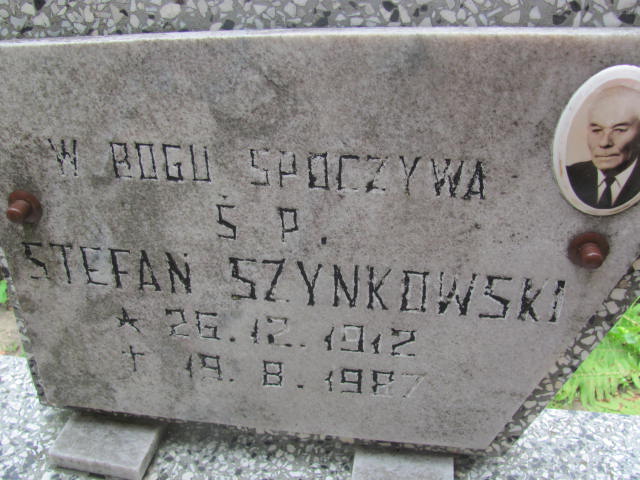 W BOGU SPOCZYWA
Ś P.
STEFAN SZYNKOWSKI
* 26.12.1912
† 19.8.1987